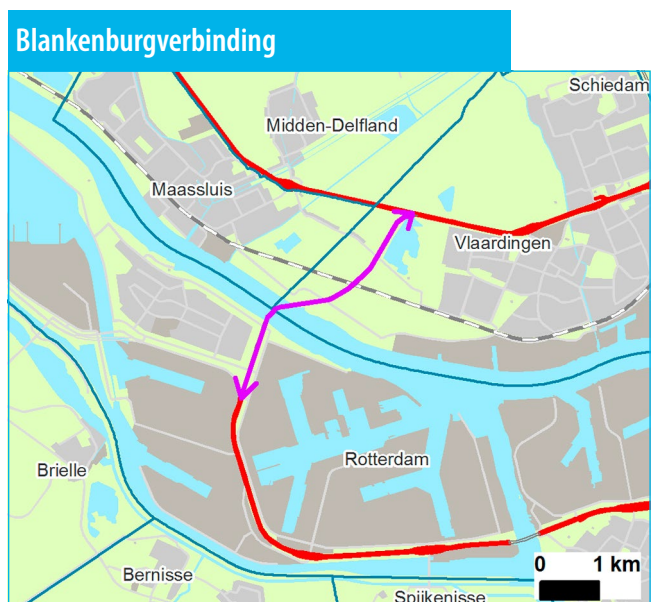 Blankenburgverbinding
Schiedam
Midden-Delfland
Maassluis
Vlaardingen
Rotterdam
Brielle
Bernisse
0 1 km
Spijkenisse